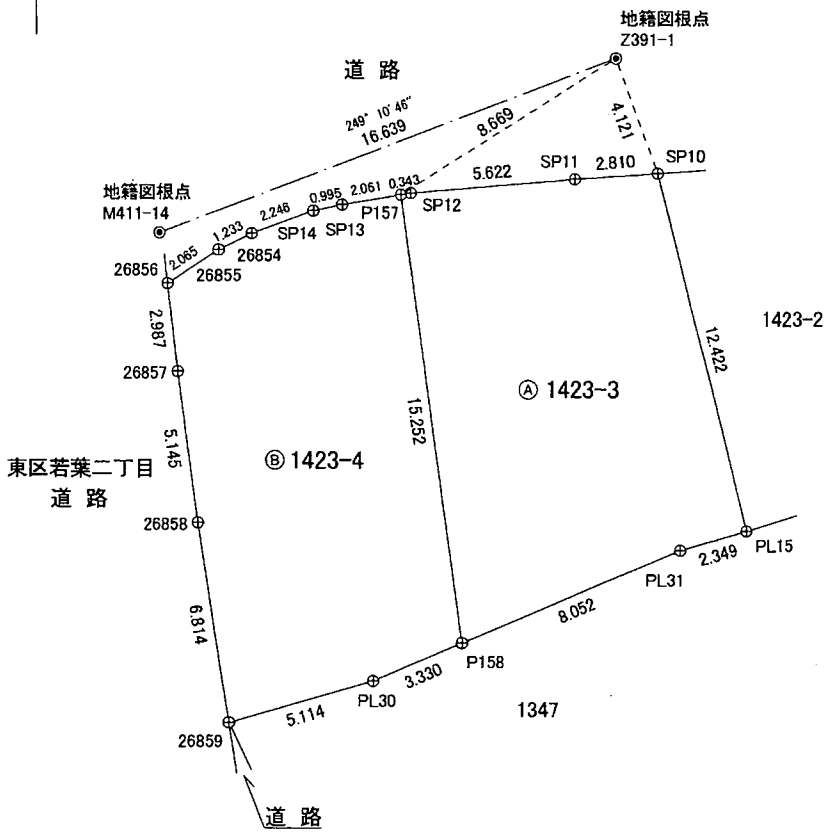 地籍図根点
Z391-1
道 路
249° 10′ 46″
16.639
8.669
4.121
地籍図根点
M411-14
SP11
2.810
SP10
5.622
0.343
2.061
0.995
2.246
1.233
2.065
P157
SP12
SP13
SP14
26854
26855
26856
2.987
26857
1423-2
12.422
Ⓐ 1423-3
15.252
5.145
Ⓑ 1423-4
東区若葉二丁目
道 路
26858
6.814
PL15
2.349
PL31
8.052
P158
3.330
PL30
5.114
26859
1347
道 路